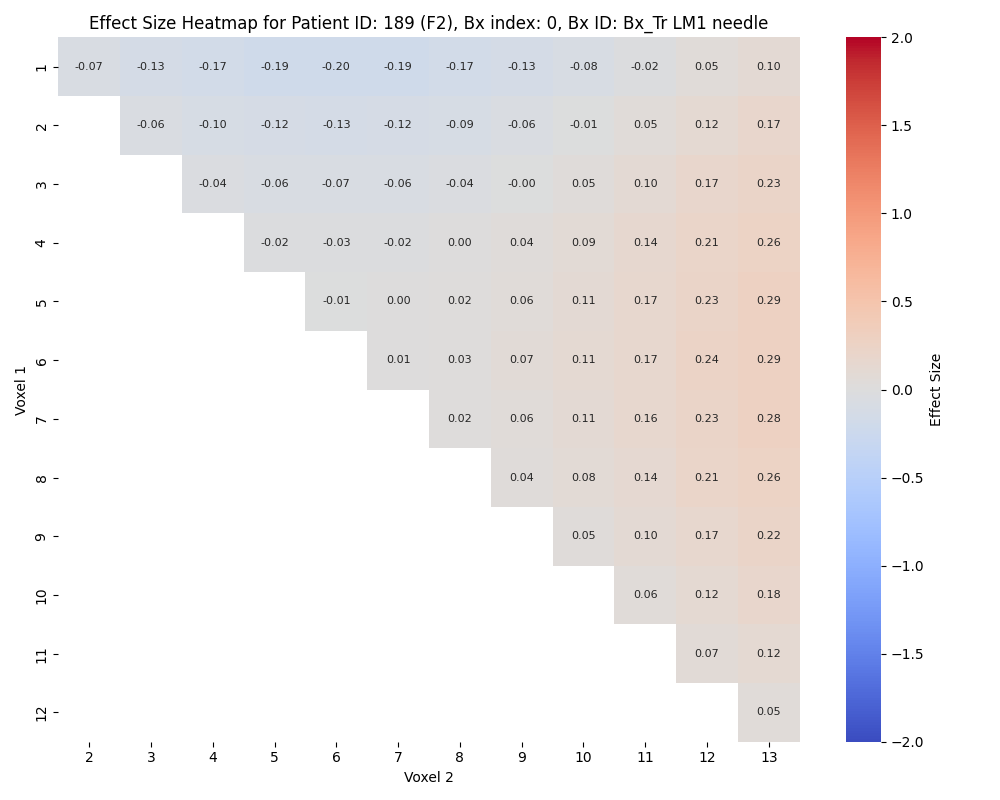 Effect Size Heatmap for Patient ID: 189 (F2), Bx index: 0, Bx ID: Bx_Tr LM1 needle
1 -0.07 -0.13 -0.17 -0.19 -0.20 -0.19 -0.17 -0.13 -0.08 -0.02 0.05 0.10
2 -0.06 -0.10 -0.12 -0.13 -0.12 -0.09 -0.06 -0.01 0.05 0.12 0.17
3 -0.04 -0.06 -0.07 -0.06 -0.04 -0.00 0.05 0.10 0.17 0.23
4 -0.02 -0.03 -0.02 0.00 0.04 0.09 0.14 0.21 0.26
5 -0.01 0.00 0.02 0.06 0.11 0.17 0.23 0.29
6 0.01 0.03 0.07 0.11 0.17 0.24 0.29
7 0.02 0.06 0.11 0.16 0.23 0.28
8 0.04 0.08 0.14 0.21 0.26
9 0.05 0.10 0.17 0.22
10 0.06 0.12 0.18
11 0.07 0.12
12 0.05
2 3 4 5 6 7 8 9 10 11 12 13
Voxel 2
Voxel 1
2.0
1.5
1.0
0.5
0.0
−0.5
−1.0
−1.5
−2.0
Effect Size